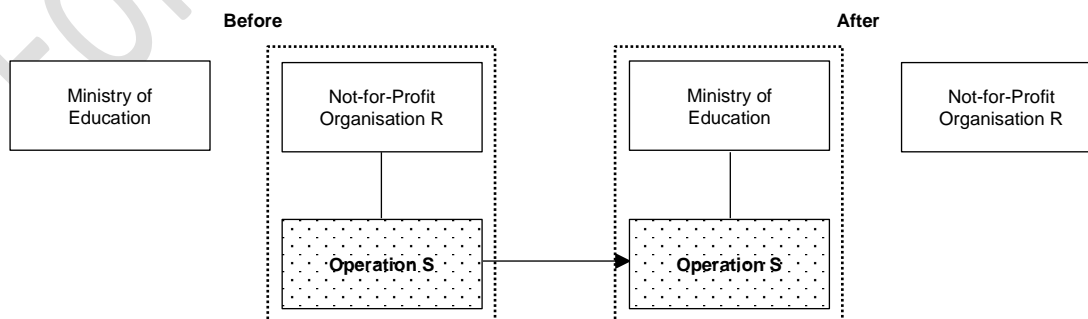 Before
After
Ministry of
Education
Not-for-Profit
Organisation R
Ministry of
Education
Not-for-Profit
Organisation R
Operation S
Operation S